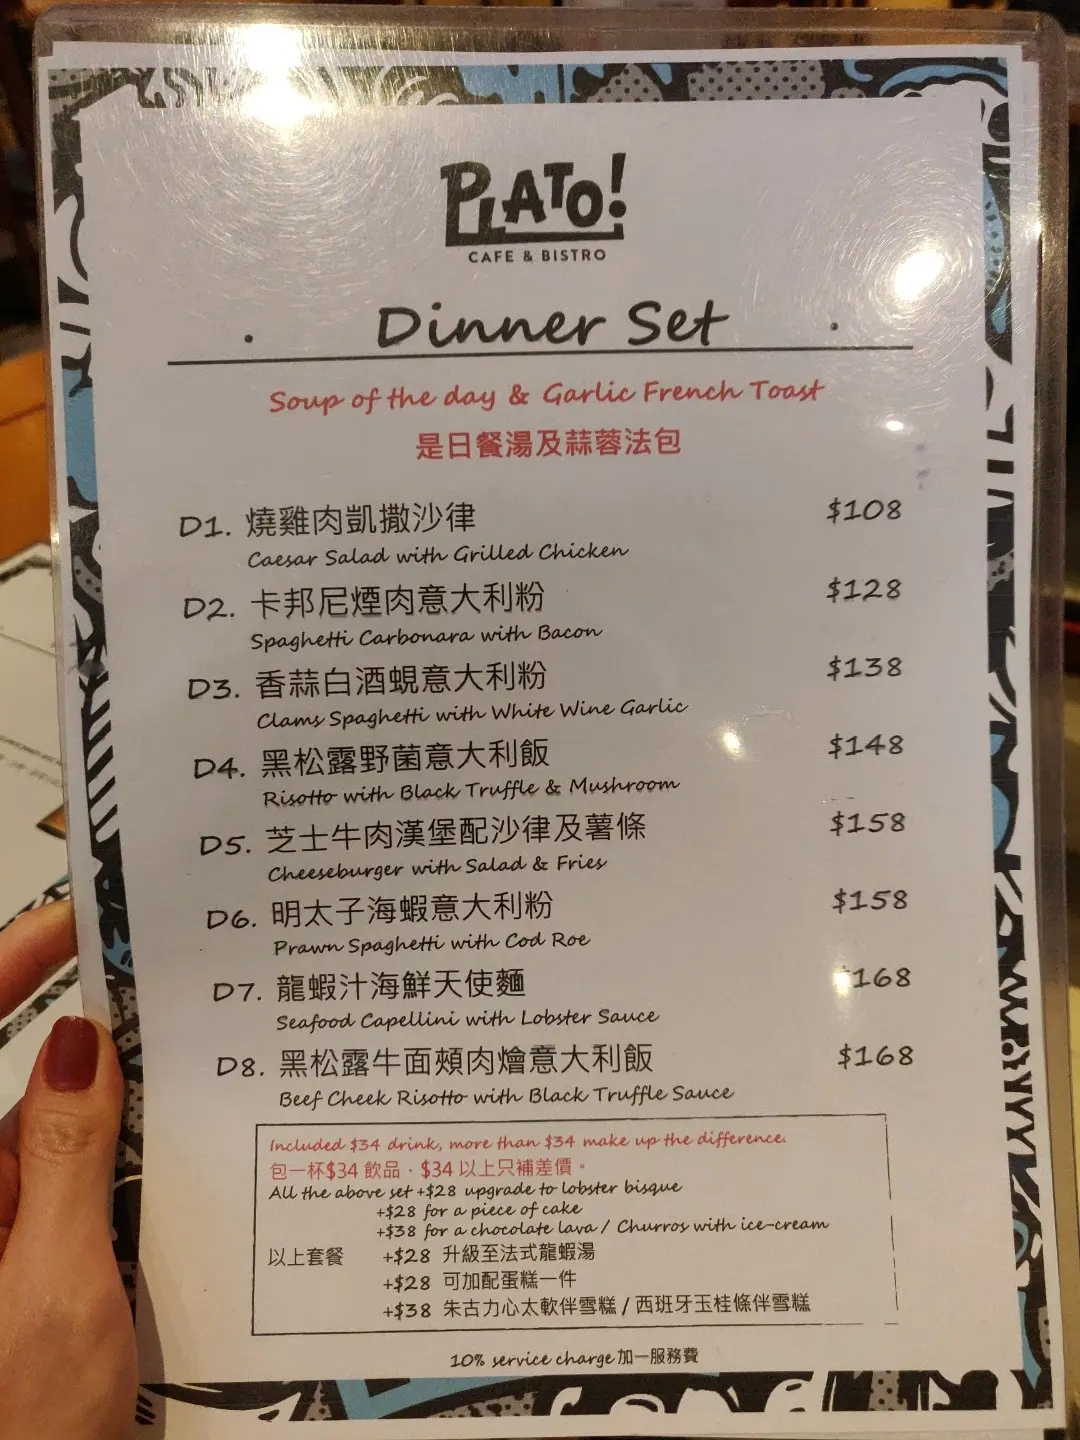 PLATO!
CAFE & BISTRO
Dinner Set
Soup of the day & Garlic French Toast
是日餐湯及蒜蓉法包
D1. 燒雞肉凱撒沙律 $108
Caesar Salad with Grilled Chicken
D2. 卡邦尼煙肉意大利粉 $128
Spaghetti Carbonara with Bacon
D3. 香蒜白酒蜆意大利粉 $138
Clams Spaghetti with White Wine Garlic
D4. 黑松露野菌意大利飯 $148
Risotto with Black Truffle & Mushroom
D5. 芝士牛肉漢堡配沙律及薯條 $158
Cheeseburger with Salad & Fries
D6. 明太子海蝦意大利粉 $158
Prawn Spaghetti with Cod Roe
D7. 龍蝦汁海鮮天使麵 $168
Seafood Capellini with Lobster Sauce
D8. 黑松露牛面頰肉燴意大利飯 $168
Beef Cheek Risotto with Black Truffle Sauce
Included $34 drink, more than $34 make up the difference.
包一杯$34 飲品，$34 以上只補差價。
All the above set +$28 upgrade to lobster bisque
+$28 for a piece of cake
+$38 for a chocolate lava / Churros with ice-cream
以上套餐 +$28 升級至法式龍蝦湯
+$28 可加配蛋糕一件
+$38 朱古力心太軟伴雪糕 / 西班牙玉桂條伴雪糕
10% service charge 加一服務費